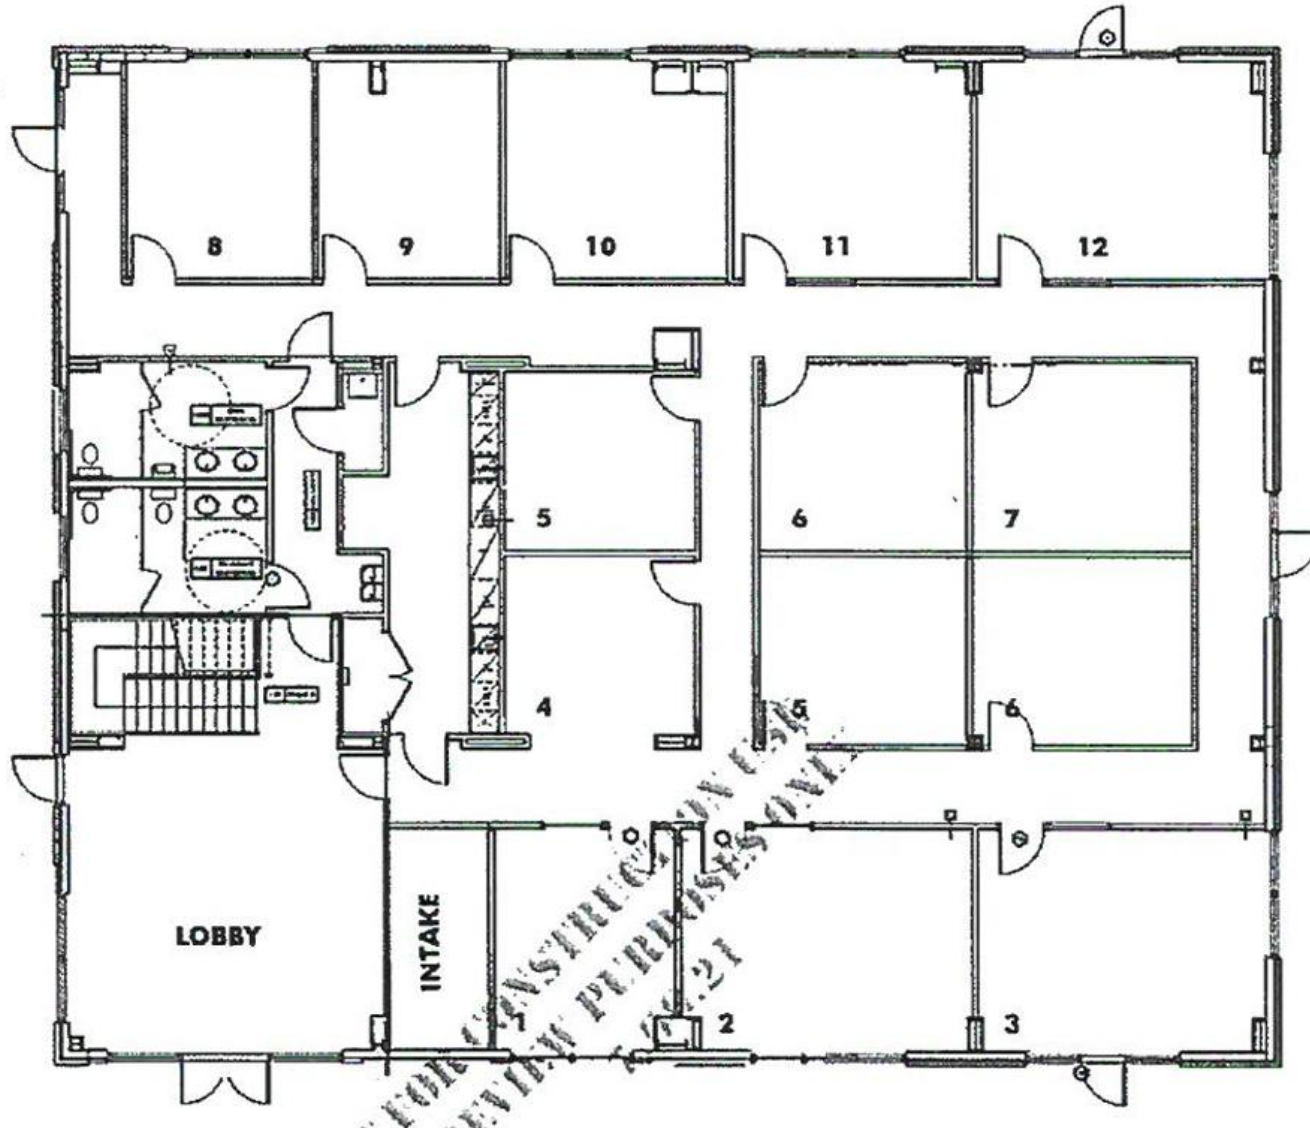 8 9 10 11 12
5 6 7
4 5 6
LOBBY
INTAKE
1 2 3
FOR CONSTRUCTION USE
REVIEW PURPOSES ONLY